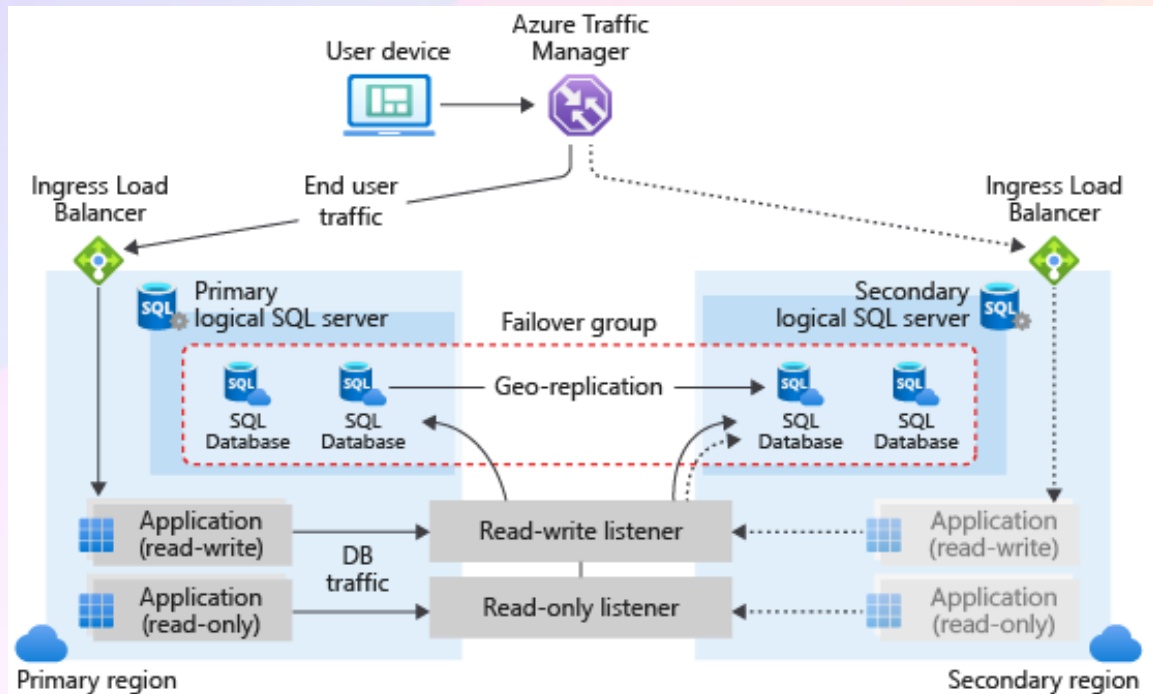 Azure Traffic
Manager
User device
Ingress Load
Balancer
End user
traffic
Ingress Load
Balancer
SQL
Primary
logical SQL server
Failover group
Secondary
logical SQL server
SQL
SQL
SQL
Database
SQL
SQL
Database
Geo-replication
SQL
SQL
Database
SQL
SQL
Database
Application
(read-write)
DB
traffic
Read-write listener
Application
(read-write)
Application
(read-only)
Read-only listener
Application
(read-only)
Primary region
Secondary region